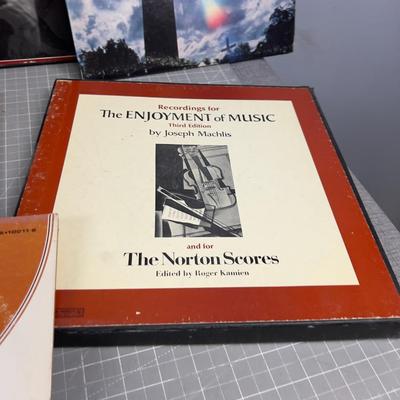 Recordings for
The ENJOYMENT of MUSIC
Third Edition
by Joseph Machlis
and for
The Norton Scores
Edited by Roger Kamien